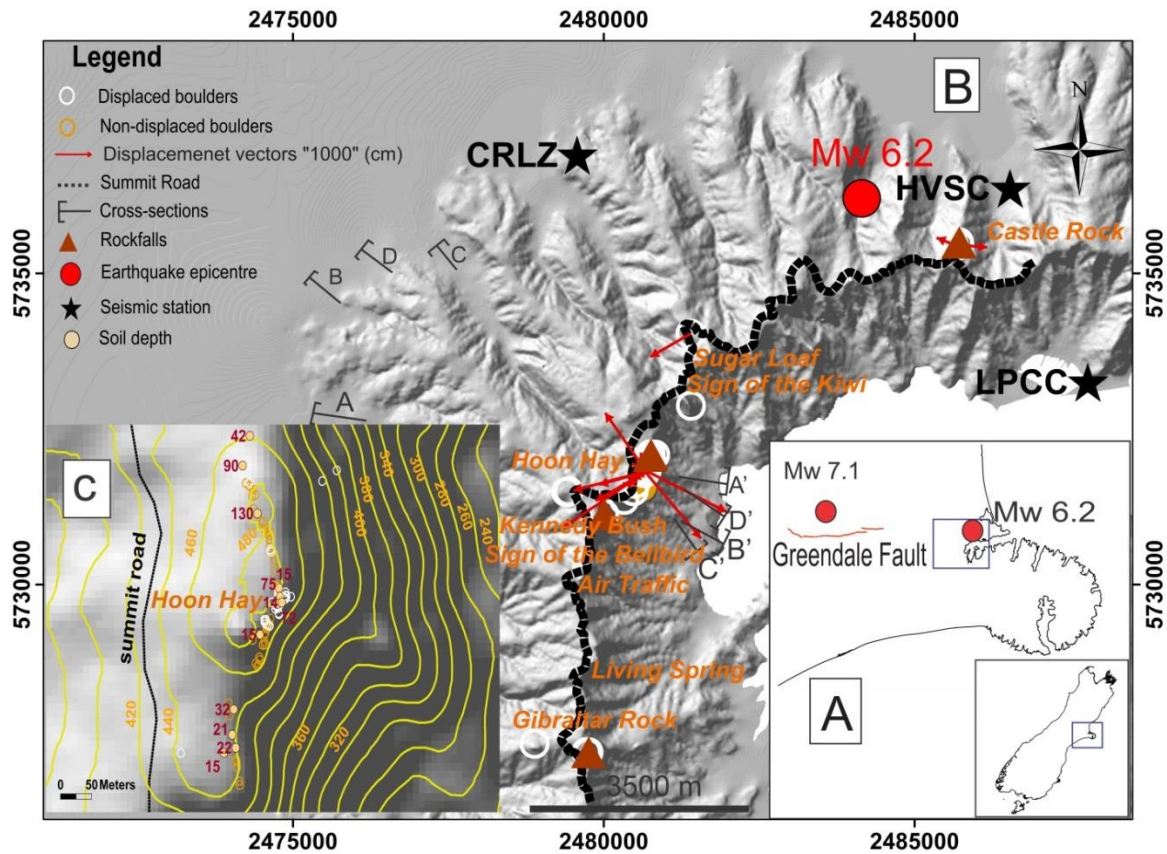 2475000
2480000
2485000
Legend
Displaced boulders
Non-displaced boulders
Displacemenet vectors "1000" (cm)
Summit Road
Cross-sections
Rockfalls
Earthquake epicentre
Seismic station
Soil depth
B
N
CRLZ
Mw 6.2
HVSC
Castle Rock
5735000
5735000
D
C
B
A
Sugar Loaf
Sign of the Kiwi
LPCC
Hoon Hay
Kennedy Bush
Sign of the Bellbird
Air Traffic
A'
D'
B'
C'
Living Spring
Gibraltar Rock
3500 m
5730000
5730000
C
42
90
130
15
75
14
72
15
32
21
22
15
460
480
420
440
340
300
380
400
280
260
240
360
320
Hoon Hay
summit road
0 50 Meters
Mw 7.1
Mw 6.2
Greendale Fault
A
2475000
2480000
2485000